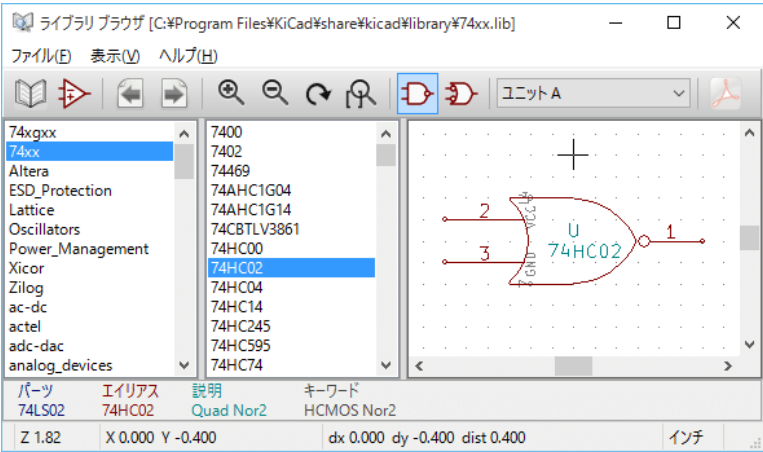 ライブラリ ブラウザ [C:¥Program Files¥KiCad¥share¥kicad¥library¥74xx.lib]
ファイル(F) 表示(V) ヘルプ(H)
ユニット A
74xgxx
74xx
Altera
ESD_Protection
Lattice
Oscillators
Power_Management
Xicor
Zilog
ac-dc
actel
adc-dac
analog_devices
7400
7402
74469
74AHC1G04
74AHC1G14
74CBTLV3861
74HC00
74HC02
74HC04
74HC14
74HC245
74HC595
74HC74
14
VCC
2
U
1
3
74HC02
GND
7
パーツ エイリアス 説明 キーワード
74LS02 74HC02 Quad Nor2 HCMOS Nor2
Z 1.82 X 0.000 Y -0.400 dx 0.000 dy -0.400 dist 0.400 インチ